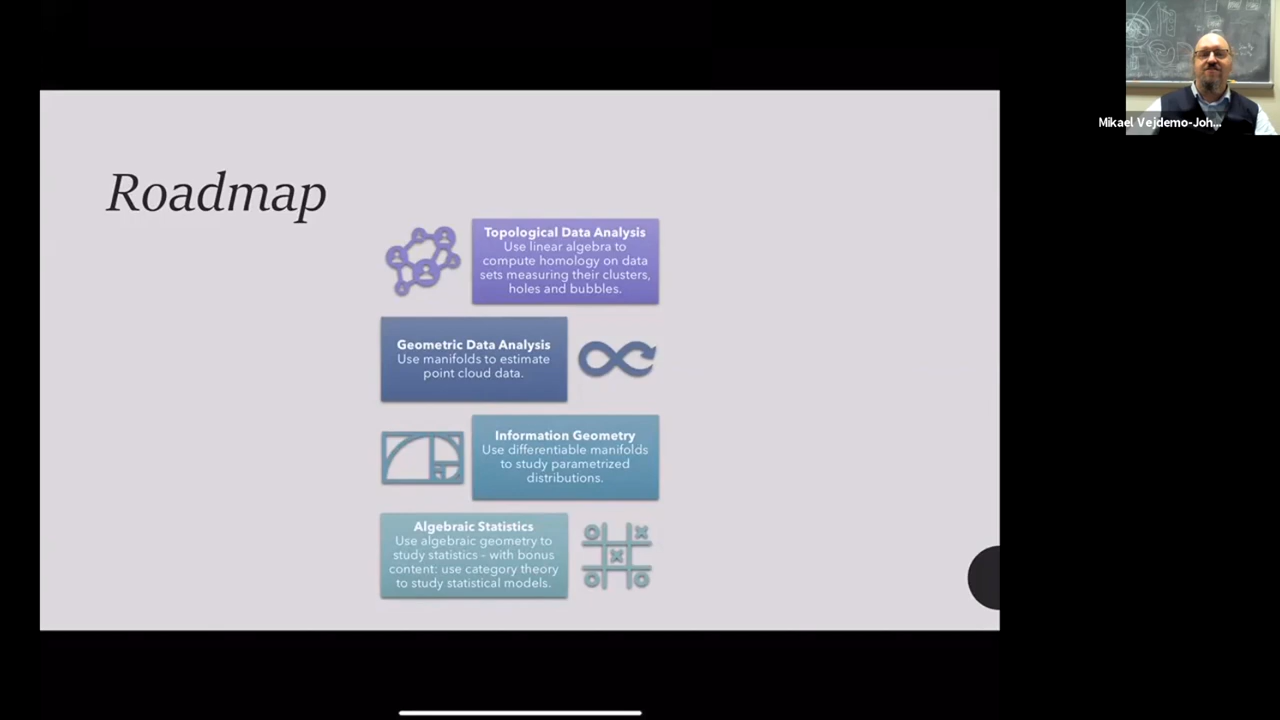 Mikael Vejdemo-Joh...
Roadmap
Topological Data Analysis
Use linear algebra to
compute homology on data
sets measuring their clusters,
holes and bubbles.
Geometric Data Analysis
Use manifolds to estimate
point cloud data.
Information Geometry
Use differentiable manifolds
to study parametrized
distributions.
Algebraic Statistics
Use algebraic geometry to
study statistics - with bonus
content: use category theory
to study statistical models.